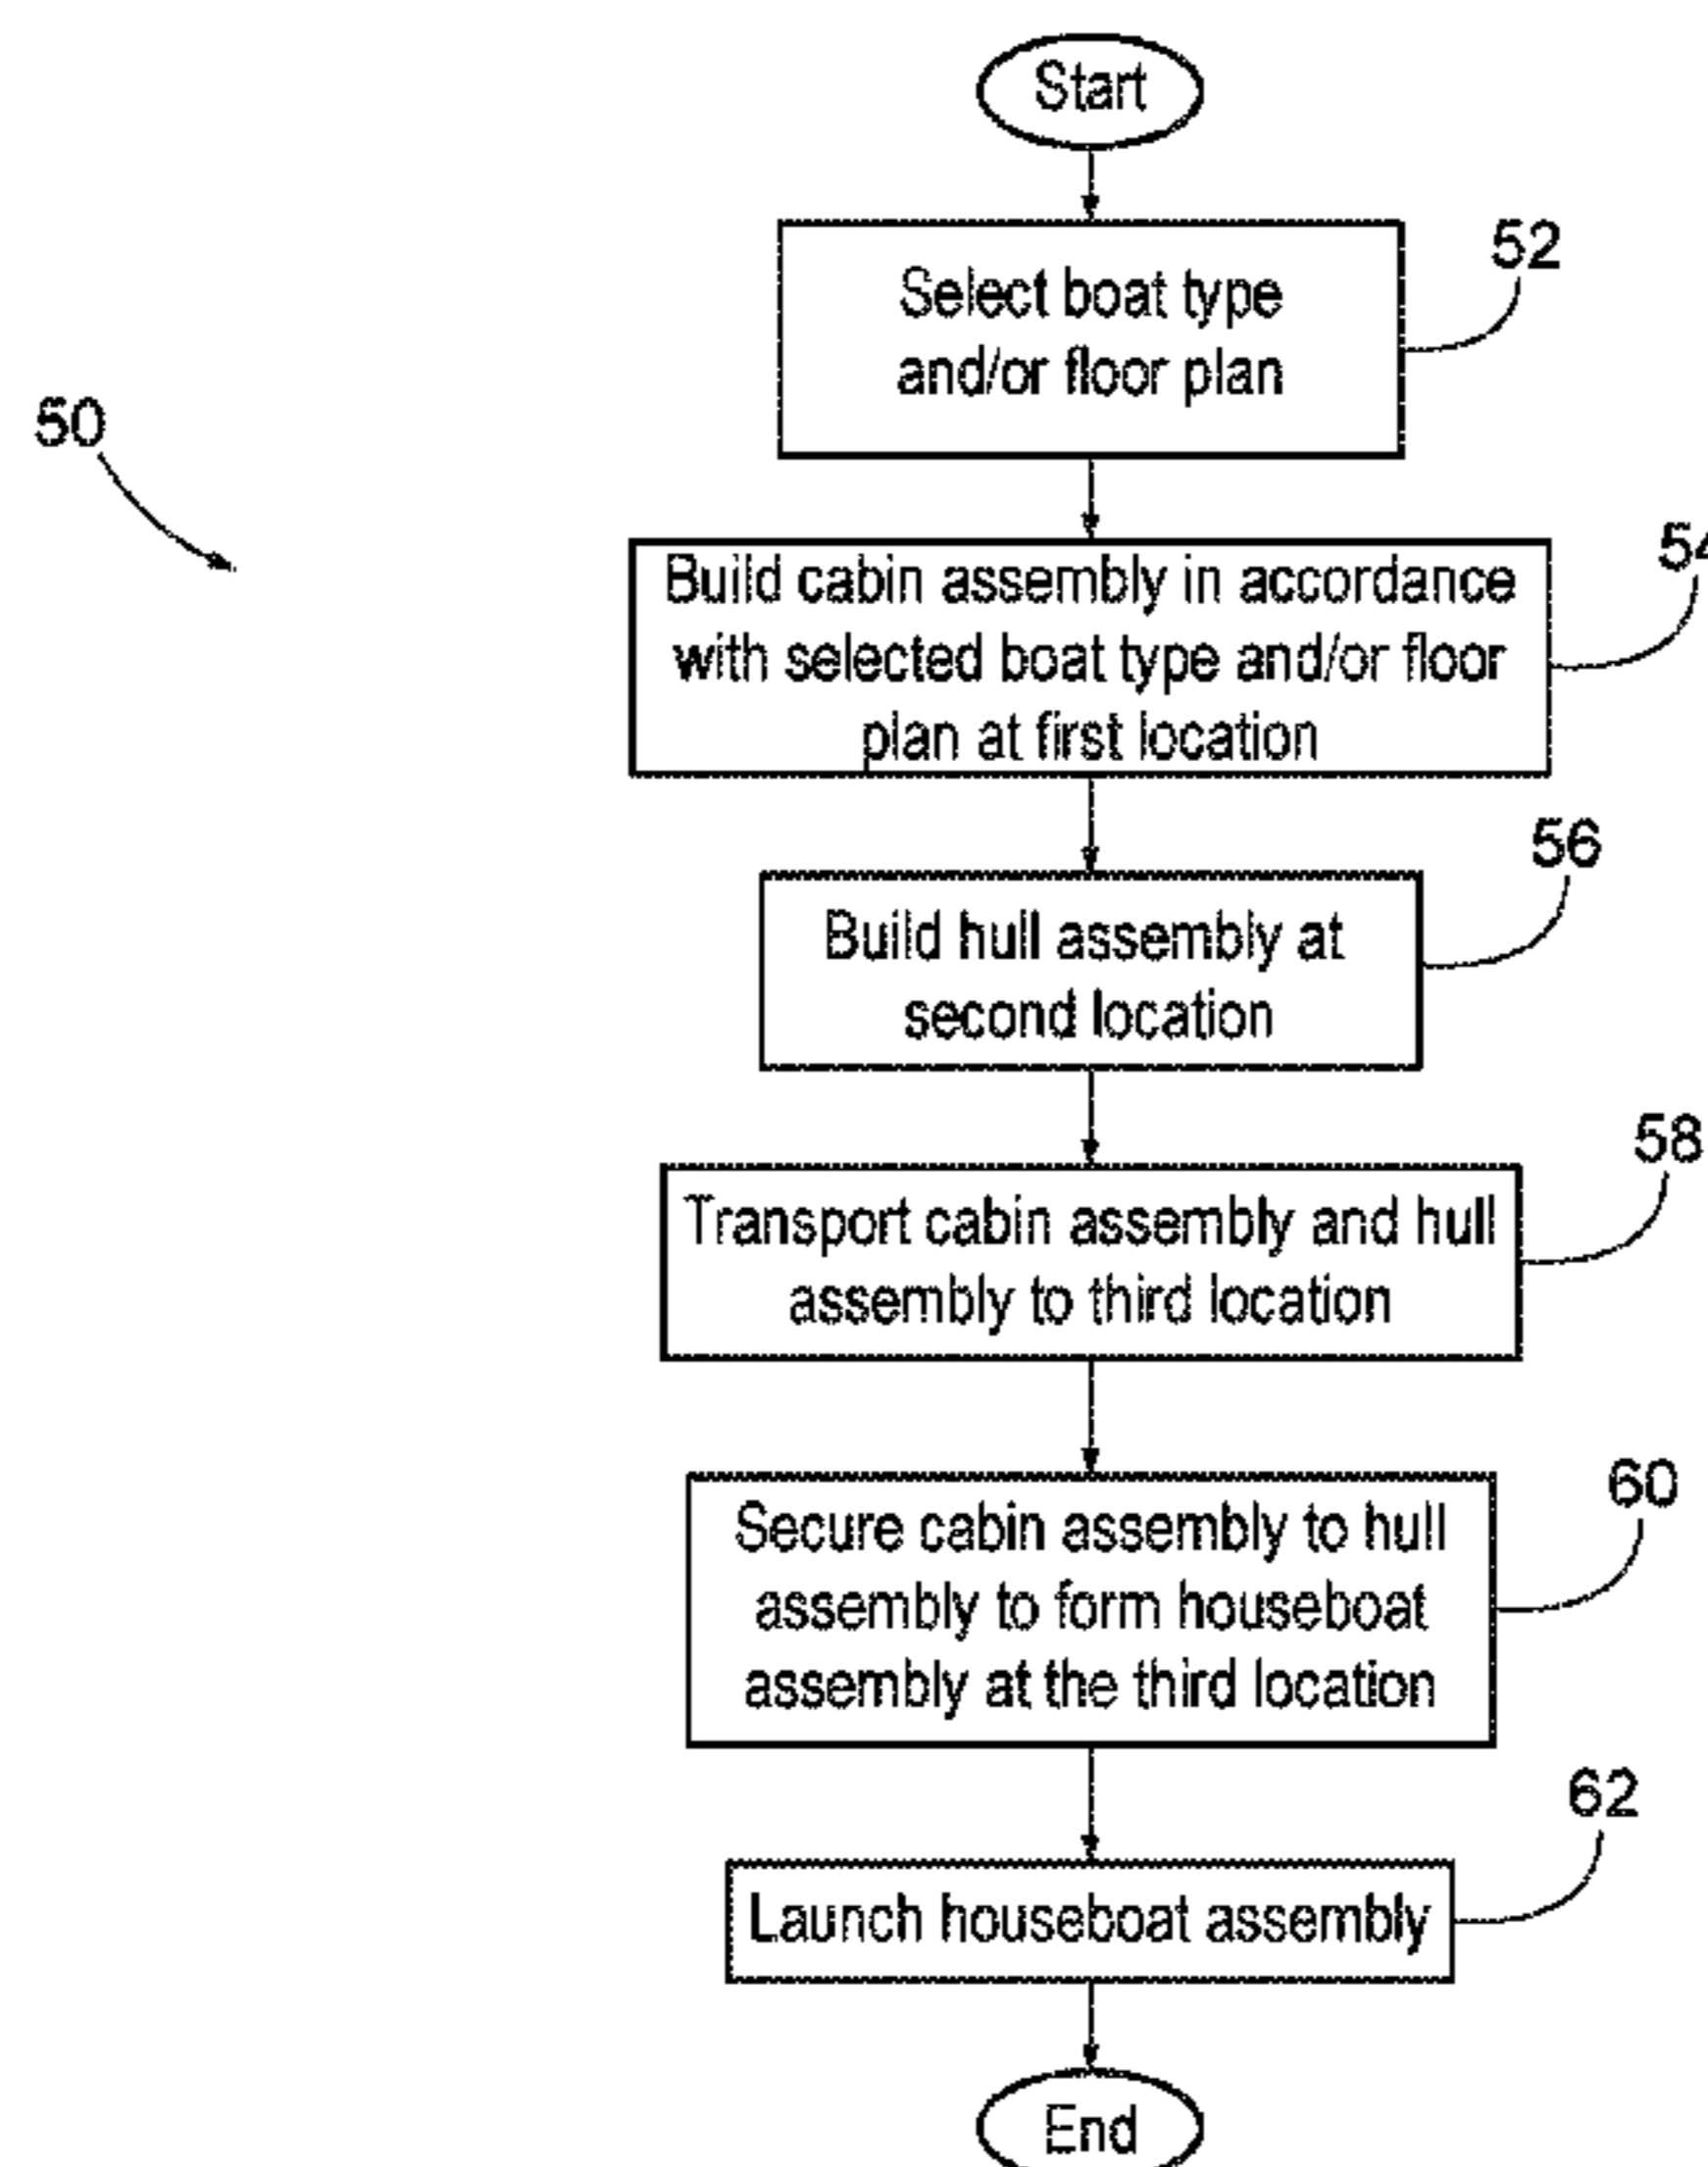 Start
52
Select boat type
and/or floor plan
50
54
Build cabin assembly in accordance
with selected boat type and/or floor
plan at first location
56
Build hull assembly at
second location
58
Transport cabin assembly and hull
assembly to third location
60
Secure cabin assembly to hull
assembly to form houseboat
assembly at the third location
62
Launch houseboat assembly
End